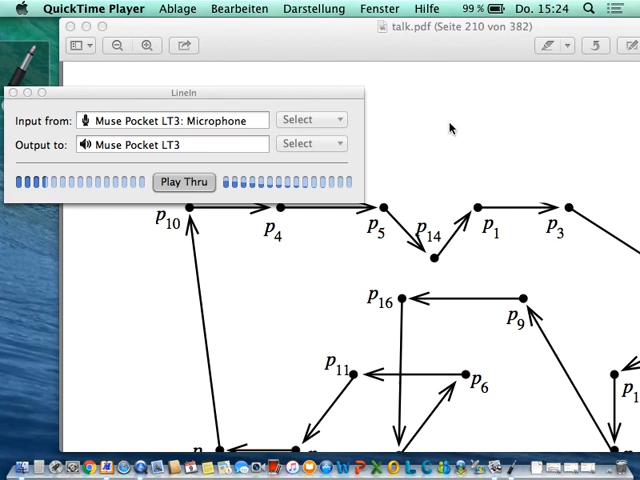 QuickTime Player Ablage Bearbeiten Darstellung Fenster Hilfe 99 % Do. 15:24
talk.pdf (Seite 210 von 382)
LineIn
Input from: Muse Pocket LT3: Microphone Select
Output to: Muse Pocket LT3 Select
Play Thru
p10 p4 p5 p14 p1 p3
p16 p9
p11 p6